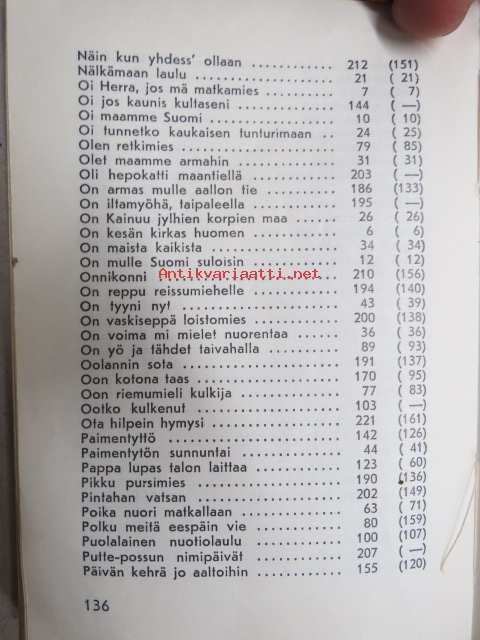 Näin kun yhdess' ollaan ............ 212 (151)
Nälkämaan laulu .................. 21 ( 21)
Oi Herra, jos mä matkamies ........ 7 ( 7)
Oi jos kaunis kultaseni ............ 144 (—)
Oi maamme Suomi ................ 10 ( 10)
Oi tunnetko kaukaisen tunturimaan .. 24 ( 25)
Olen retkimies .................... 79 ( 85)
Olet maamme armahin .............. 31 ( 31)
Oli hepokatti maantiellä ............ 203 (—)
On armas mulle aallon tie .......... 186 (133)
On iltamyöhä, taipaleella .......... 195 (—)
On Kainuu jylhien korpien maa ...... 26 ( 26)
On kesän kirkas huomen ............ 6 ( 6)
On maista kaikista ................ 34 ( 34)
On mulle Suomi suloisin ............ 12 ( 12)
Onnikonni ........................ 210 (156)
Antikvariaatti.net
On reppu reissumiehelle ............ 194 (140)
On tyyni nyt ...................... 43 ( 39)
On vaskiseppä loistomies ............ 200 (138)
On voima mi mielet nuorentaa ...... 36 ( 36)
On yö ja tähdet taivahalla .......... 89 ( 93)
Oolannin sota .................... 191 (137)
Oon kotona taas .................. 170 ( 95)
Oon riemumieli kulkija ............ 77 ( 83)
Ootko kulkenut .................... 103 (—)
Ota hilpein hymysi ................ 221 (161)
Paimentyttö ...................... 142 (126)
Paimentytön sunnuntai .............. 44 ( 41)
Pappa lupas talon laittaa .......... 123 ( 60)
Pikku pursimies .................. 190 (136)
Pintahan vatsan .................. 202 (149)
Poika nuori matkallaan ............ 63 ( 71)
Polku meitä eespäin vie ............ 80 (159)
Puolalainen nuotiolaulu ............ 100 (107)
Putte-possun nimipäivät ............ 207 (—)
Päivän kehrä jo aaltoihin .......... 155 (120)
136